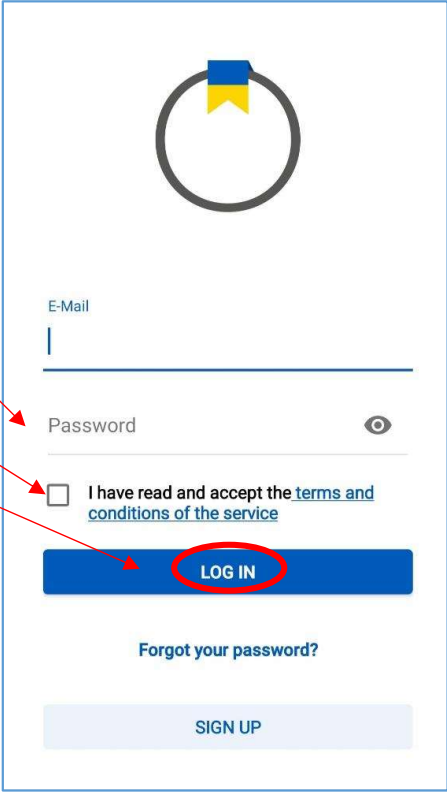 E-Mail
Password
I have read and accept the terms and
conditions of the service
LOG IN
Forgot your password?
SIGN UP